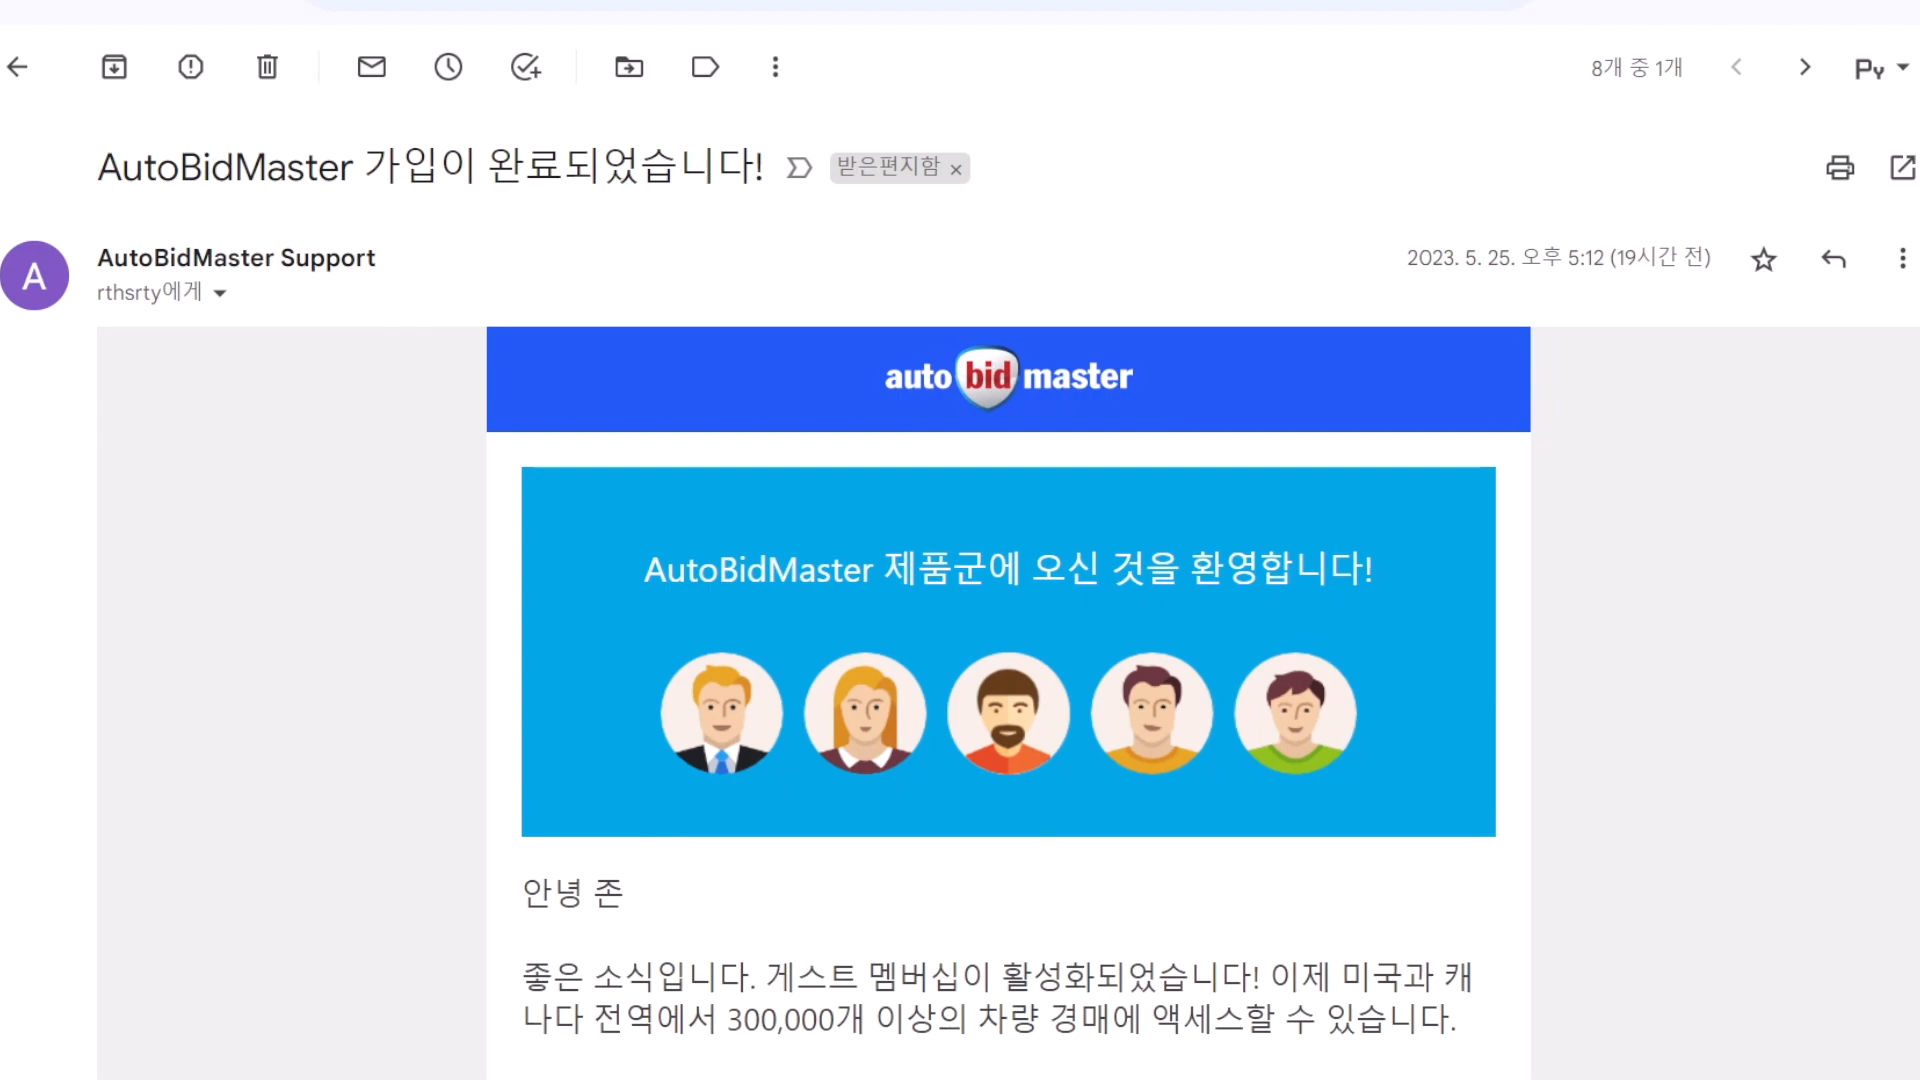 8개 중 1개
Py
AutoBidMaster 가입이 완료되었습니다!
받은편지함 ×
AutoBidMaster Support
2023. 5. 25. 오후 5:12 (19시간 전)
A
rthsrty에게
auto bid master
AutoBidMaster 제품군에 오신 것을 환영합니다!
안녕 존
좋은 소식입니다. 게스트 멤버십이 활성화되었습니다! 이제 미국과 캐
나다 전역에서 300,000개 이상의 차량 경매에 액세스할 수 있습니다.